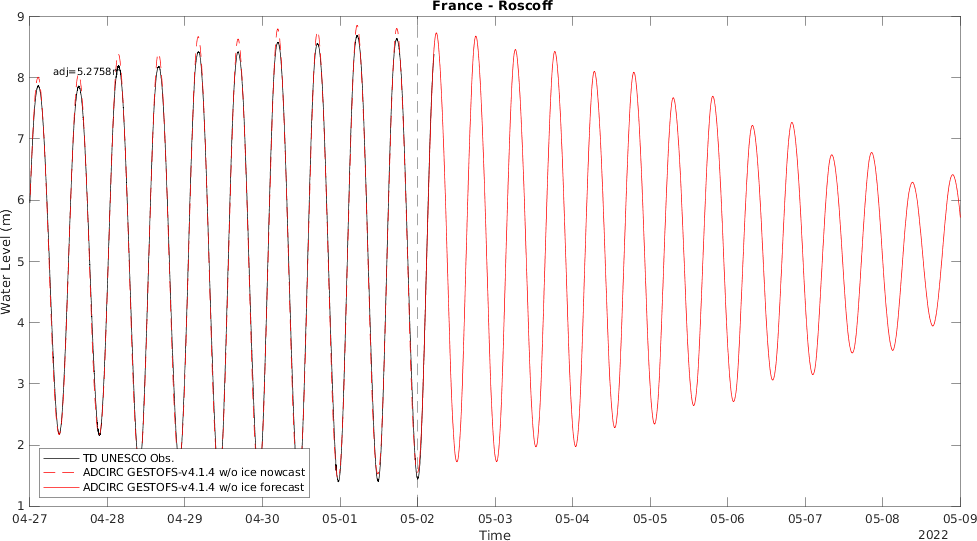 France - Roscoff
9
8
7
6
5
4
3
2
1
Water Level (m)
adj=5.2758m
TD UNESCO Obs.
ADCIRC GESTOFS-v4.1.4 w/o ice nowcast
ADCIRC GESTOFS-v4.1.4 w/o ice forecast
04-27 04-28 04-29 04-30 05-01 05-02 05-03 05-04 05-05 05-06 05-07 05-08 05-09
Time
2022